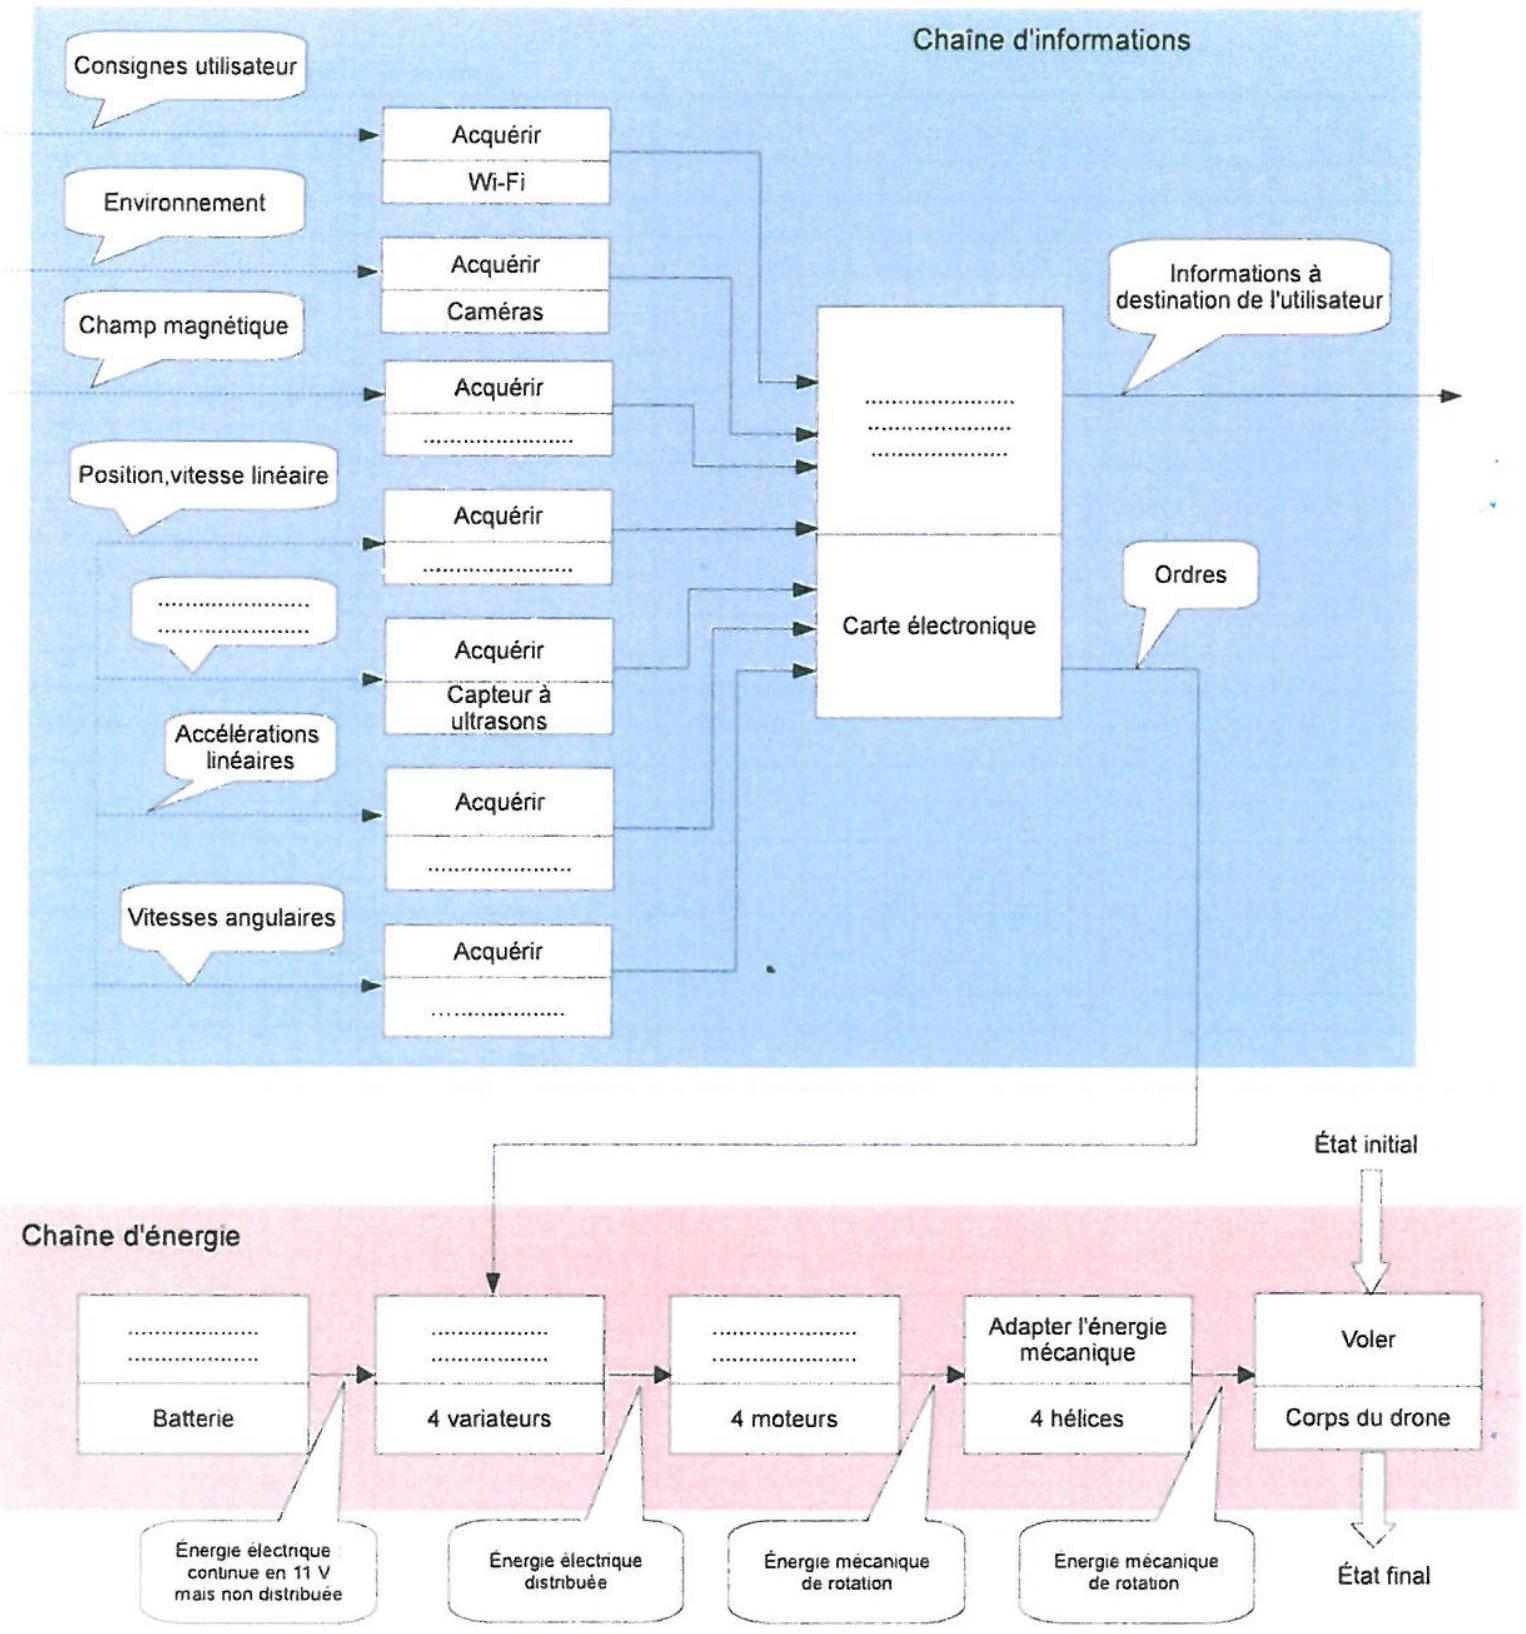 Chaîne d'informations
Consignes utilisateur
Acquérir
Wi-Fi
Environnement
Acquérir
Caméras
Champ magnétique
Acquérir
........................
Position,vitesse linéaire
Acquérir
........................
........................
........................
Acquérir
Capteur à
ultrasons
Accélérations
linéaires
Acquérir
........................
Vitesses angulaires
Acquérir
........................
........................
........................
........................
Carte électronique
Informations à
destination de l'utilisateur
Ordres
État initial
Chaîne d'énergie
........................
........................
Batterie
........................
........................
4 variateurs
........................
........................
4 moteurs
Adapter l'énergie
mécanique
4 hélices
Voler
Corps du drone
Énergie électrique :
continue en 11 V
mais non distribuée
Énergie électrique
distribuée
Énergie mécanique
de rotation
Énergie mécanique
de rotation
État final